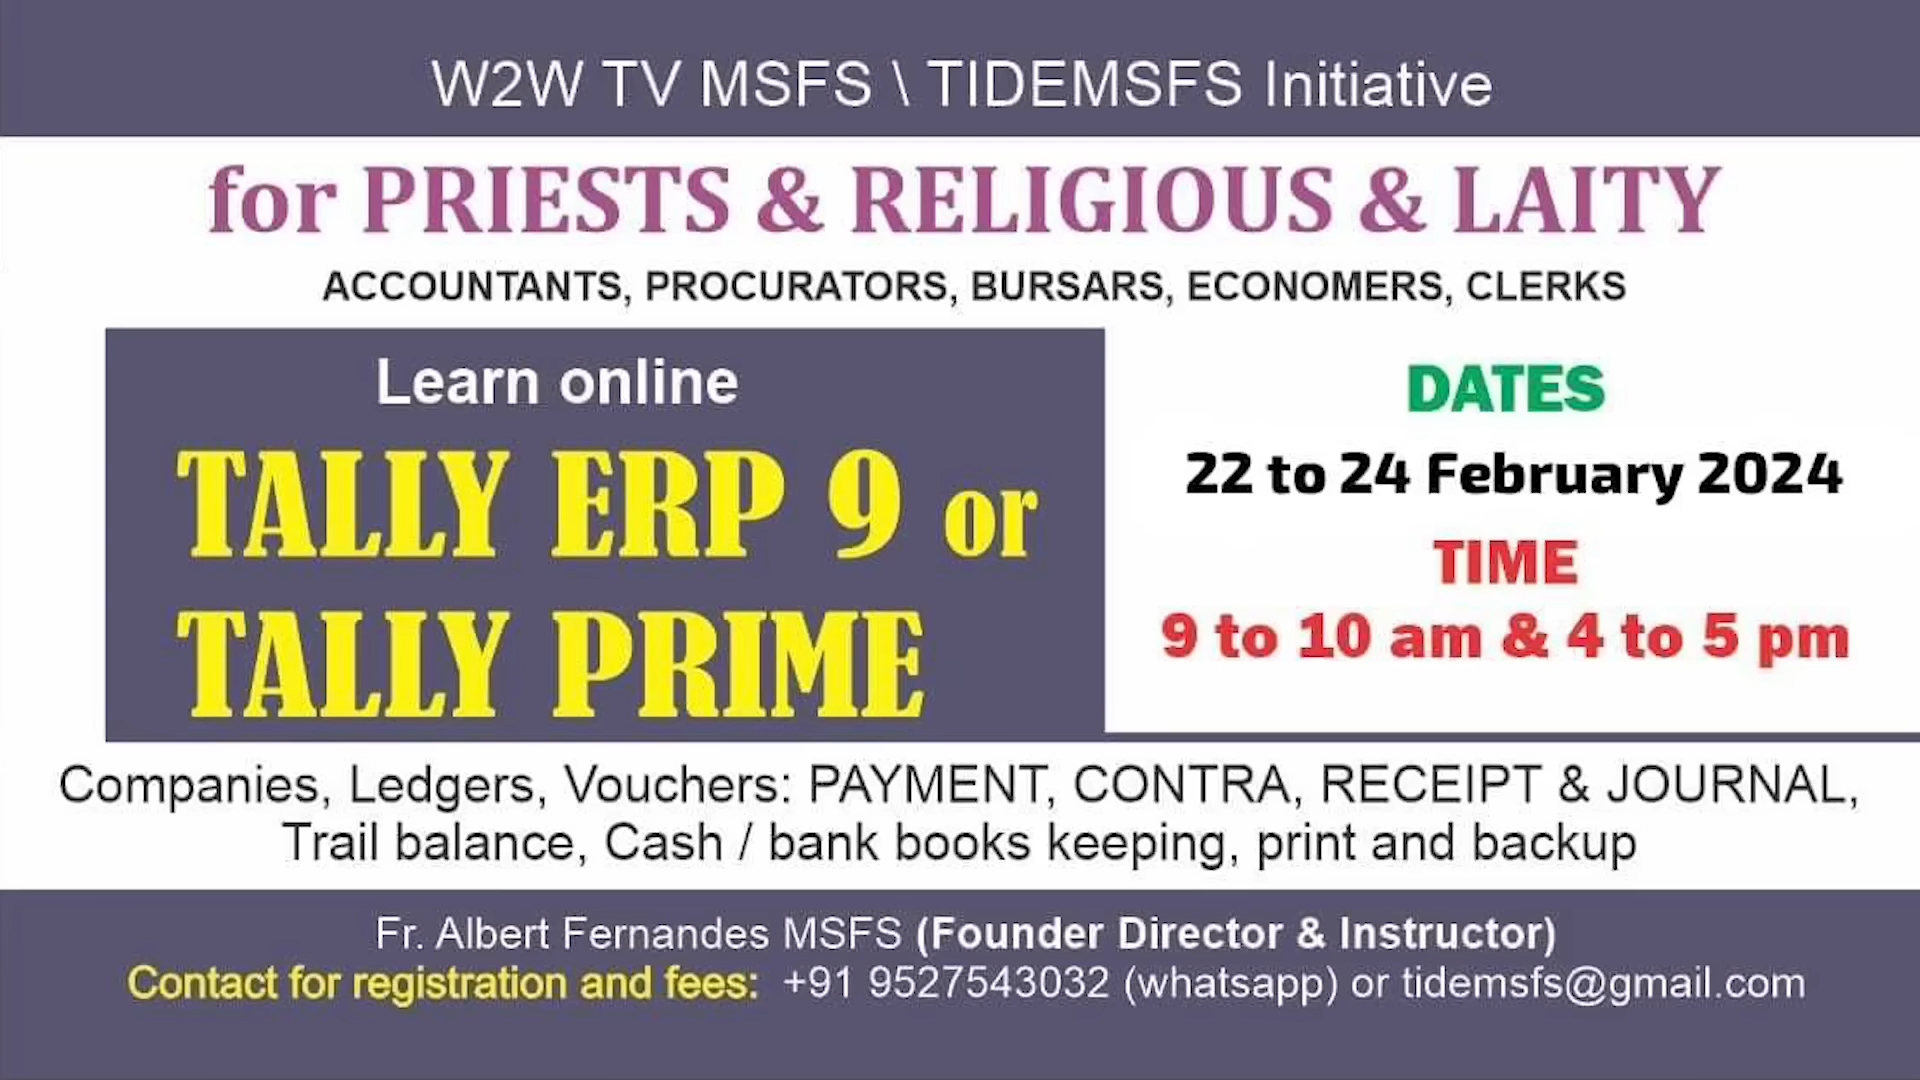 W2W TV MSFS \ TIDEMSFS Initiative
for PRIESTS & RELIGIOUS & LAITY
ACCOUNTANTS, PROCURATORS, BURSARS, ECONOMERS, CLERKS
Learn online
TALLY ERP 9 or
TALLY PRIME
DATES
22 to 24 February 2024
TIME
9 to 10 am & 4 to 5 pm
Companies, Ledgers, Vouchers: PAYMENT, CONTRA, RECEIPT & JOURNAL,
Trail balance, Cash / bank books keeping, print and backup
Fr. Albert Fernandes MSFS (Founder Director & Instructor)
Contact for registration and fees: +91 9527543032 (whatsapp) or tidemsfs@gmail.com